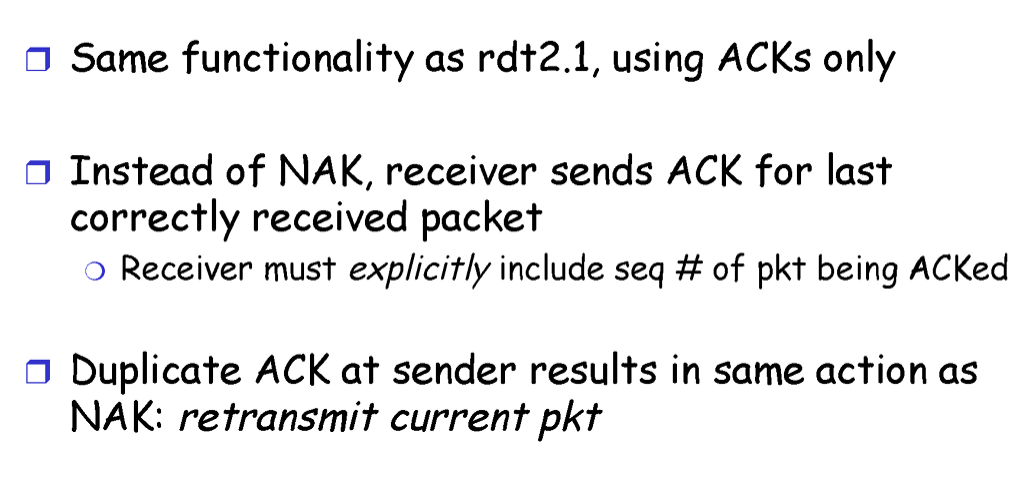 Same functionality as rdt2.1, using ACKs only
Instead of NAK, receiver sends ACK for last
correctly received packet
Receiver must explicitly include seq # of pkt being ACKed
Duplicate ACK at sender results in same action as
NAK: retransmit current pkt